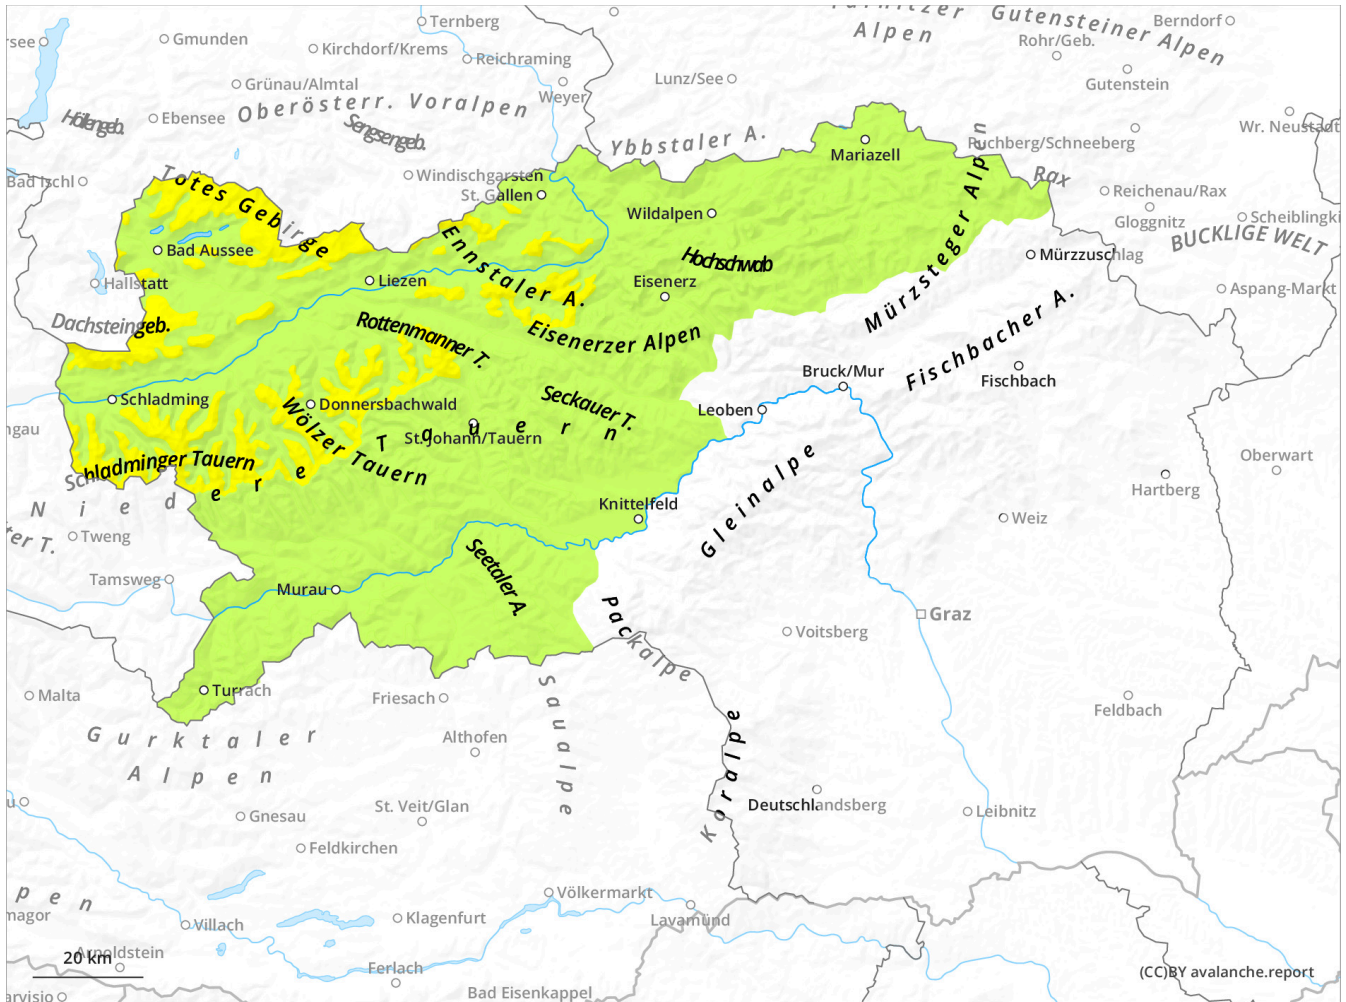 Ternberg
Gutensteiner Alpen
Alpen
Berndorf
Gmunden
Kirchdorf/Krems
Reichraming
Rohr/Geb.
Grünau/Almtal
Weyer
Lunz/See
Gutenstein
Oberösterr. Voralpen
Ebensee
Höllengeb.
Sengsengeb.
Ybbstaler A.
Mariazell
Puchberg/Schneeberg
Wr. Neustadt
Bad Ischl
Totes Gebirge
Windischgarsten
St. Gallen
Rax
Reichenau/Rax
Wildalpen
Gloggnitz
Scheiblingki
BUCKLIGE WELT
Bad Aussee
Ennstaler A.
Hochschwab
Mürzsteger Alpen
Mürzzuschlag
Hallstatt
Liezen
Eisenerz
Aspang-Markt
Dachsteingeb.
Rottenmanner T.
Eisenerzer Alpen
Fischbacher A.
Bruck/Mur
Fischbach
Schladming
Donnersbachwald
Seckauer T.
Leoben
ngau
Wölzer Tauern
St. Johann/Tauern
Schladminger Tauern
Niedere Tauern
Gleinalpe
Oberwart
Hartberg
Knittelfeld
Weiz
Tweng
Tamsweg
Murau
Seetaler A.
Packalpe
Graz
Voitsberg
Malta
Turrach
Friesach
Saualpe
Feldbach
Gurktaler
Alpen
Althofen
Koralpe
St. Veit/Glan
Deutschlandsberg
Leibnitz
Gnesau
Feldkirchen
pen
magor
Völkermarkt
Villach
Klagenfurt
Lavamünd
Arnoldstein
20 km
Ferlach
(CC)BY avalanche.report
arvisio
Bad Eisenkappel